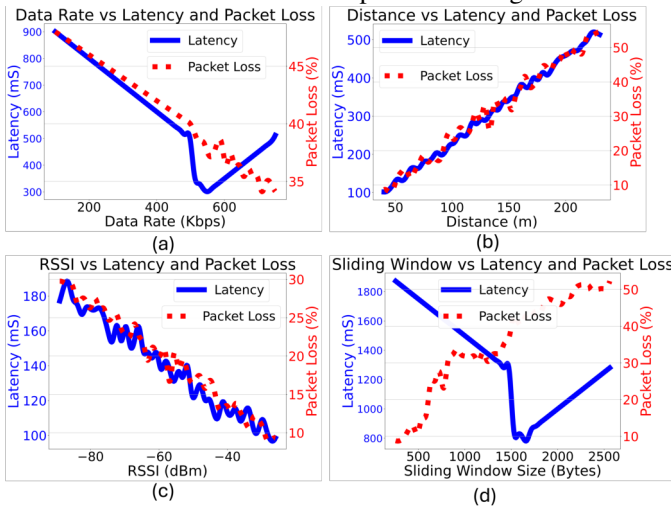 Data Rate vs Latency and Packet Loss
900
800
700
600
500
400
300
Latency (mS)
Latency
Packet Loss
45
40
35
Packet Loss (%)
200
400
600
Data Rate (Kbps)
(a)
Distance vs Latency and Packet Loss
500
400
300
200
100
Latency (mS)
Latency
Packet Loss
50
40
30
20
10
Packet Loss (%)
50
100
150
200
Distance (m)
(b)
RSSI vs Latency and Packet Loss
180
160
140
120
100
Latency (mS)
Latency
Packet Loss
30
25
20
15
10
Packet Loss (%)
−80
−60
−40
RSSI (dBm)
(c)
Sliding Window vs Latency and Packet Loss
1800
1600
1400
1200
1000
800
Latency (mS)
Latency
Packet Loss
50
40
30
20
10
Packet Loss (%)
500
1000
1500
2000
2500
Sliding Window Size (Bytes)
(d)